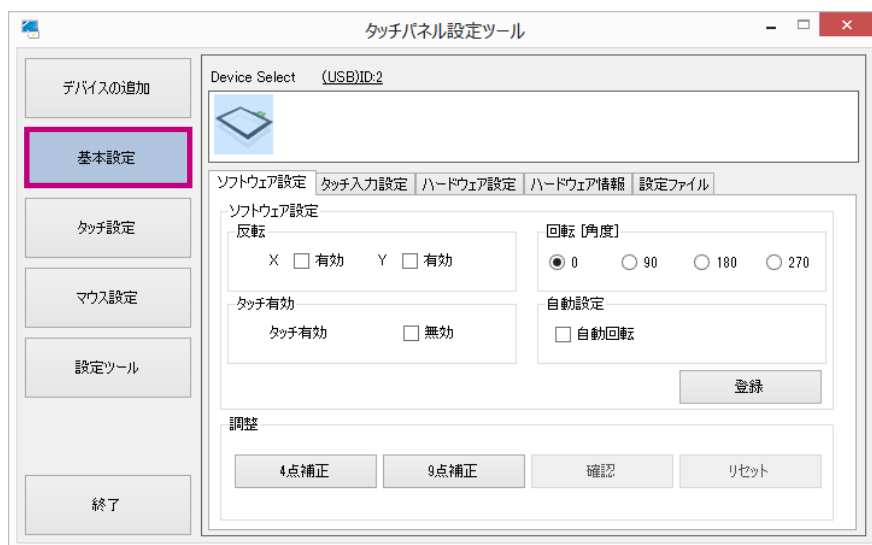 タッチパネル設定ツール
デバイスの追加
基本設定
タッチ設定
マウス設定
設定ツール
終了
Device Select (USB)ID:2
ソフトウェア設定 タッチ入力設定 ハードウェア設定 ハードウェア情報 設定ファイル
ソフトウェア設定
反転
X 有効 Y 有効
回転 [角度]
0 90 180 270
タッチ有効
タッチ有効 無効
自動設定
自動回転
登録
調整
4点補正 9点補正 確認 リセット